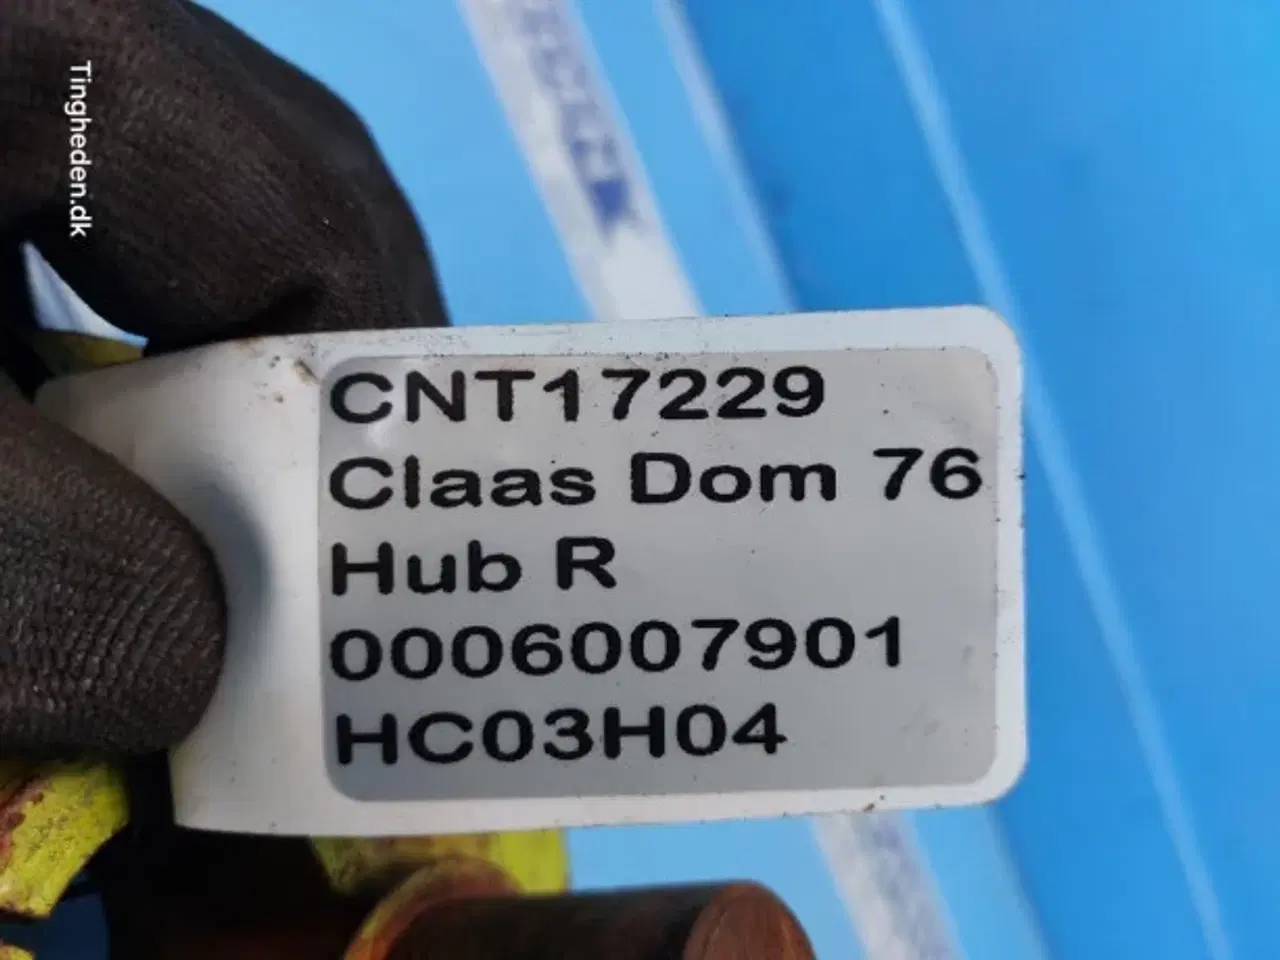 Tingheden.dk
CNT17229
Claas Dom 76
Hub R
0006007901
HC03H04